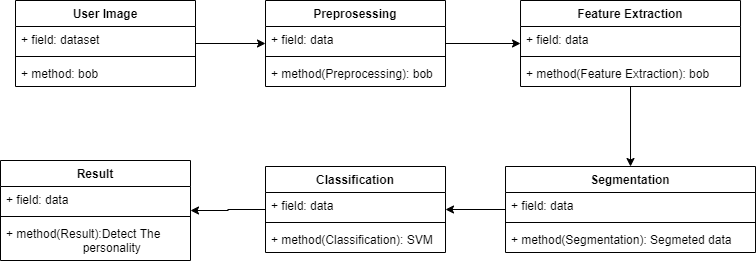 User Image
+ field: dataset
+ method: bob
Preprosessing
+ field: data
+ method(Preprocessing): bob
Feature Extraction
+ field: data
+ method(Feature Extraction): bob
Result
+ field: data
+ method(Result):Detect The
personality
Classification
+ field: data
+ method(Classification): SVM
Segmentation
+ field: data
+ method(Segmentation): Segmeted data